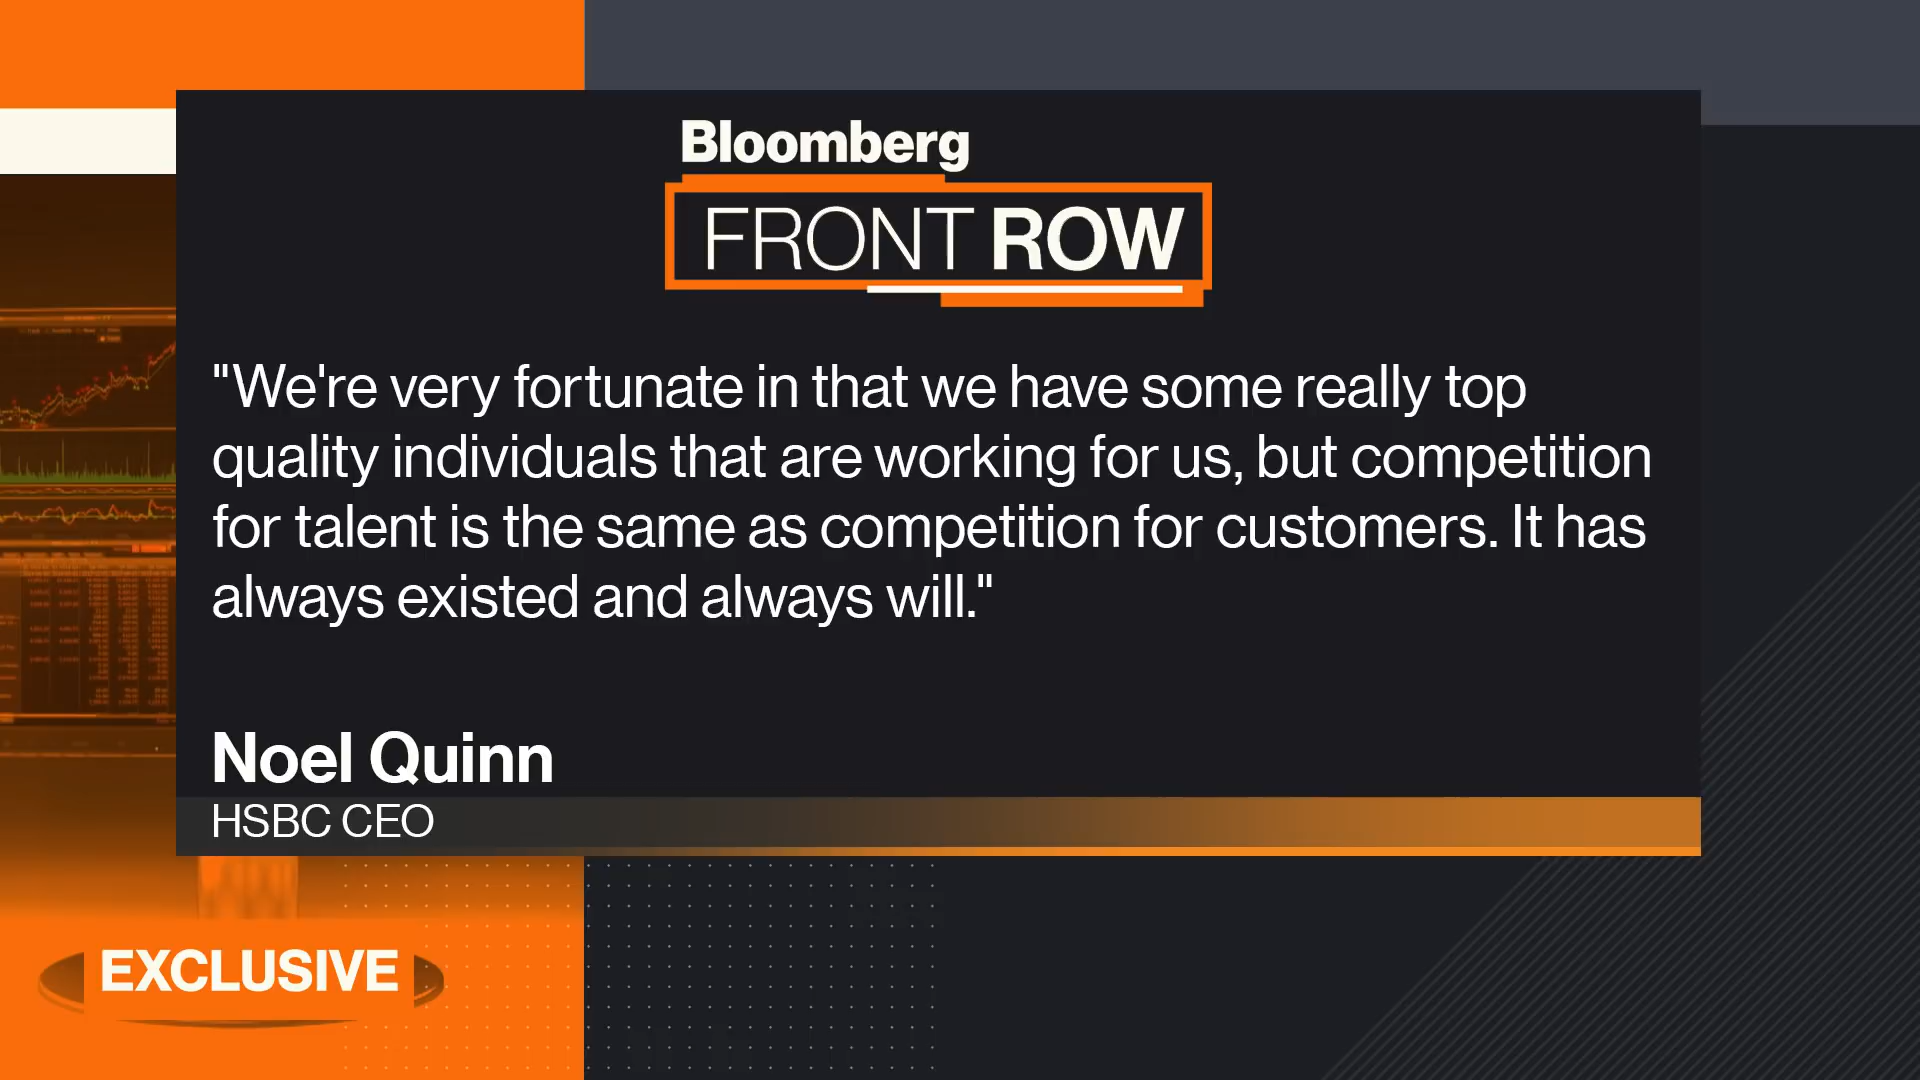 Bloomberg
FRONT ROW
"We're very fortunate in that we have some really top
quality individuals that are working for us, but competition
for talent is the same as competition for customers. It has
always existed and always will."
Noel Quinn
HSBC CEO
EXCLUSIVE